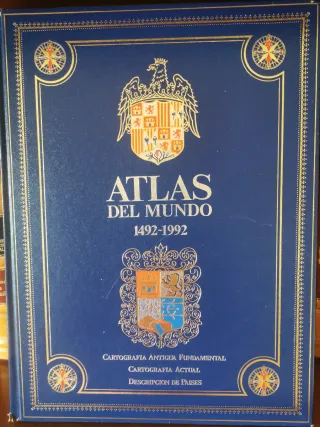 ATLAS
DEL MUNDO
1492-1992
CARTOGRAFIA ANTIGUA FUNDAMENTAL
CARTOGRAFIA ACTUAL
DESCRIPCION DE PAISES